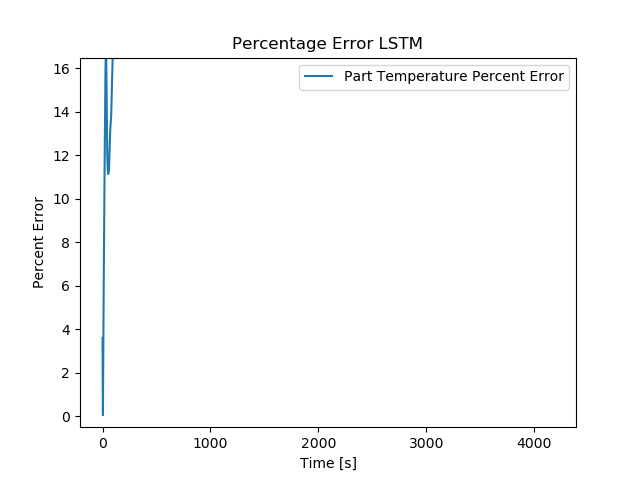 Percentage Error LSTM
Part Temperature Percent Error
16
14
12
10
8
6
4
2
0
Percent Error
0 1000 2000 3000 4000
Time [s]